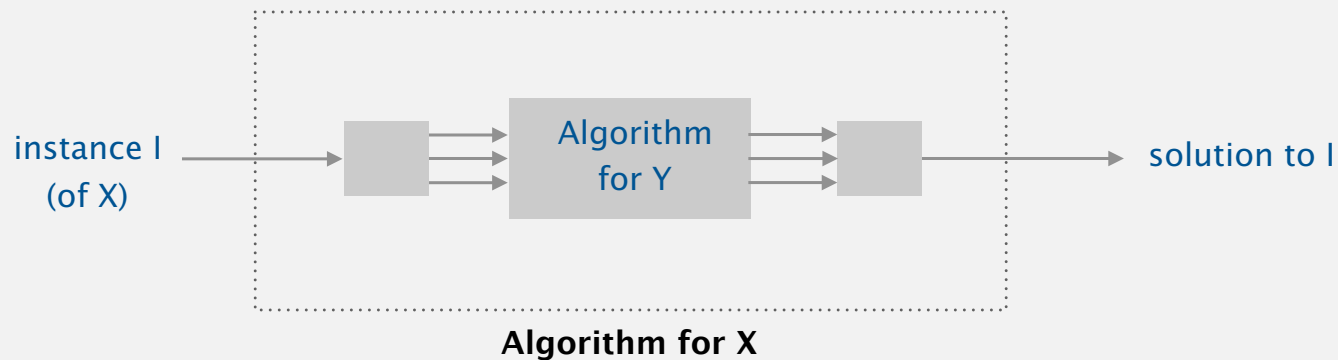 instance I
(of X)
Algorithm
for Y
solution to I
Algorithm for X